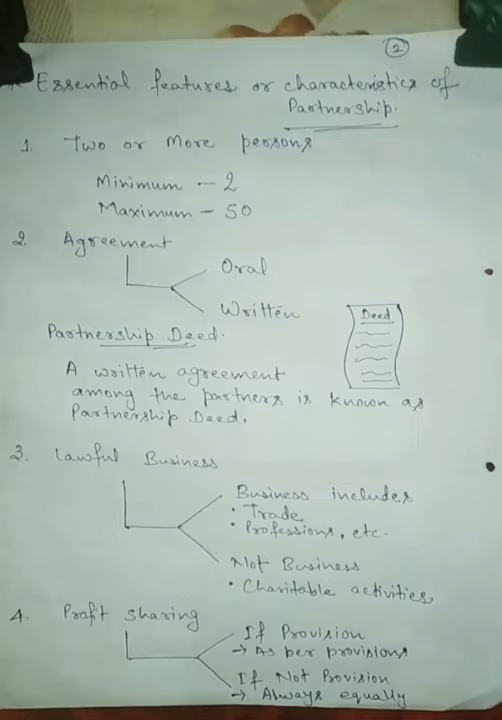 2
Essential features or characteristics of
Partnership.
1. Two or More persons
Minimum - 2
Maximum - 50
2. Agreement
Oral
Written
Deed
Partnership Deed.
A written agreement
among the partners is known as
Partnership Deed.
3. Lawful Business
Business includes
• Trade
• Professions, etc.
Not Business
• Charitable activities
4. Profit sharing
If Provision
→ As per provisions
If Not Provision
→ Always equally